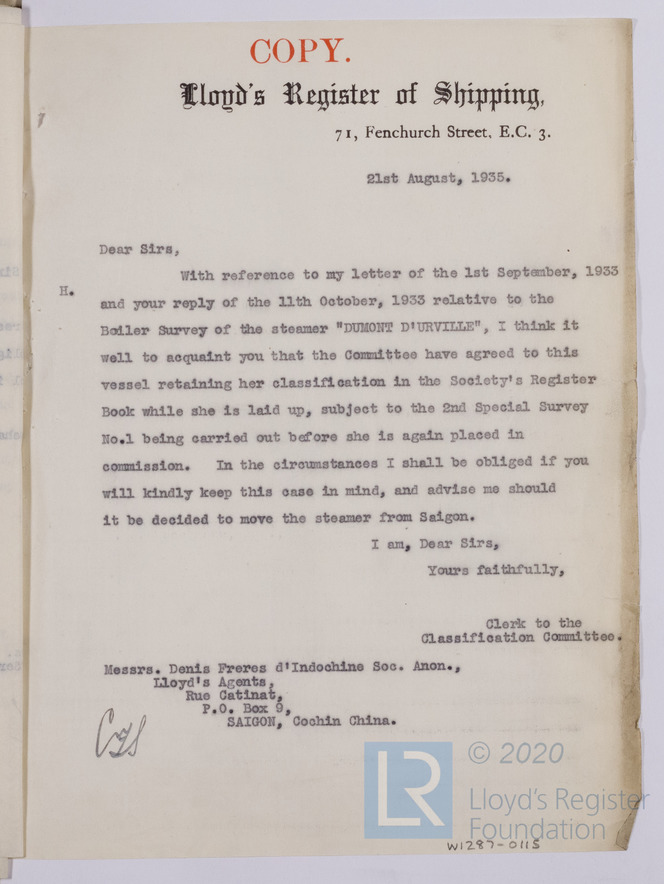 COPY.
Lloyd's Register of Shipping,
71, Fenchurch Street, E.C. 3.
21st August, 1935.
Dear Sirs,
With reference to my letter of the 1st September, 1933
H.
and your reply of the 11th October, 1933 relative to the
Boiler Survey of the steamer "DUMONT D'URVILLE", I think it
well to acquaint you that the Committee have agreed to this
vessel retaining her classification in the Society's Register
Book while she is laid up, subject to the 2nd Special Survey
No.1 being carried out before she is again placed in
commission. In the circumstances I shall be obliged if you
will kindly keep this case in mind, and advise me should
it be decided to move the steamer from Saigon.
I am, Dear Sirs,
Yours faithfully,
Clerk to the
Classification Committee.
Messrs. Denis Freres d'Indochine Soc. Anon.,
Lloyd's Agents,
Rue Catinat,
P.O. Box 9,
SAIGON, Cochin China.
LR
© 2020
Lloyd's Register
Foundation
W1287-0115